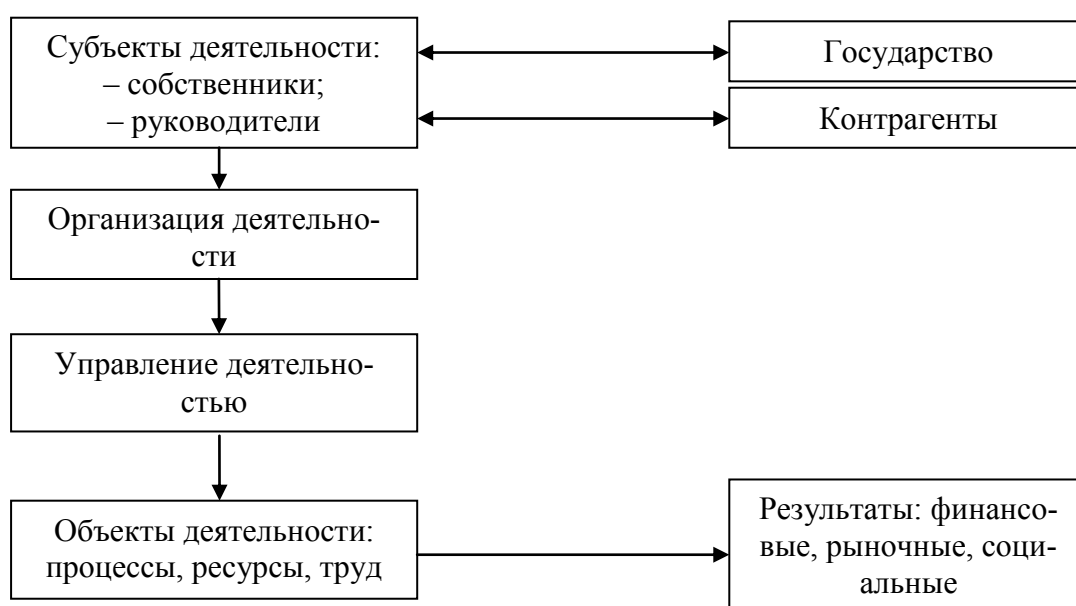 Субъекты деятельности:
– собственники;
– руководители
Государство
Контрагенты
Организация деятельно-
сти
Управление деятельно-
стью
Объекты деятельности:
процессы, ресурсы, труд
Результаты: финансо-
вые, рыночные, соци-
альные